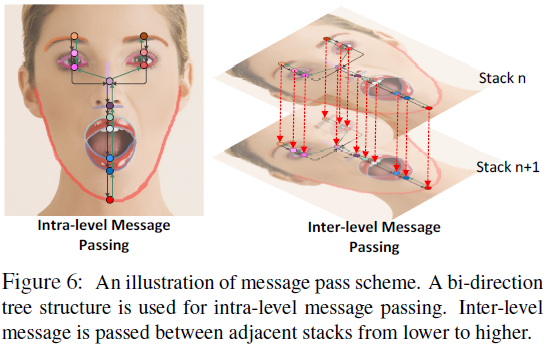 Stack n
Stack n+1
Intra-level Message
Passing
Inter-level Message
Passing
Figure 6: An illustration of message pass scheme. A bi-direction
tree structure is used for intra-level message passing. Inter-level
message is passed between adjacent stacks from lower to higher.